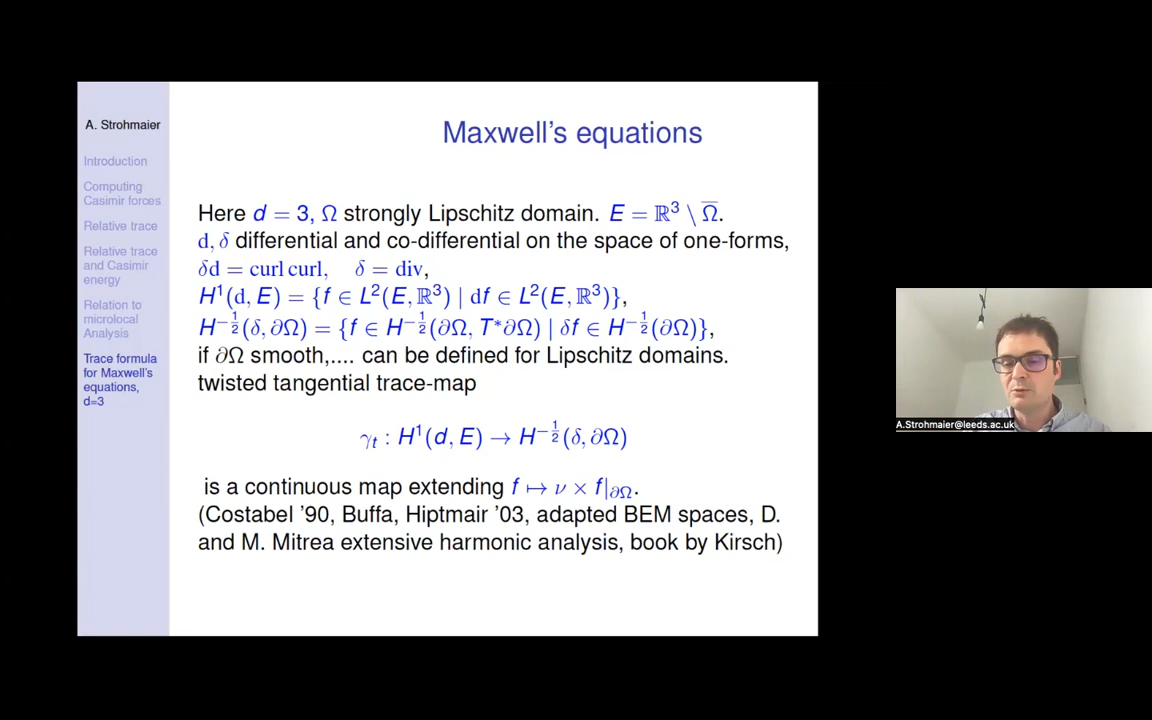 A. Strohmaier
Introduction
Computing
Casimir forces
Relative trace
Relative trace
and Casimir
energy
Relation to
microlocal
Analysis
Trace formula
for Maxwell's
equations,
d=3
Maxwell's equations
Here d = 3, Ω strongly Lipschitz domain. E = ℝ³ \ Ω̅.
d, δ differential and co-differential on the space of one-forms,
δd = curl curl, δ = div,
H¹(d, E) = {f ∈ L²(E, ℝ³) | df ∈ L²(E, ℝ³)},
H^{-1/2}(δ, ∂Ω) = {f ∈ H^{-1/2}(∂Ω, T*∂Ω) | δf ∈ H^{-1/2}(∂Ω)},
if ∂Ω smooth,.... can be defined for Lipschitz domains.
twisted tangential trace-map
γₜ : H¹(d, E) → H^{-1/2}(δ, ∂Ω)
is a continuous map extending f ↦ ν × f|_{∂Ω}.
(Costabel '90, Buffa, Hiptmair '03, adapted BEM spaces, D.
and M. Mitrea extensive harmonic analysis, book by Kirsch)
A.Strohmaier@leeds.ac.uk